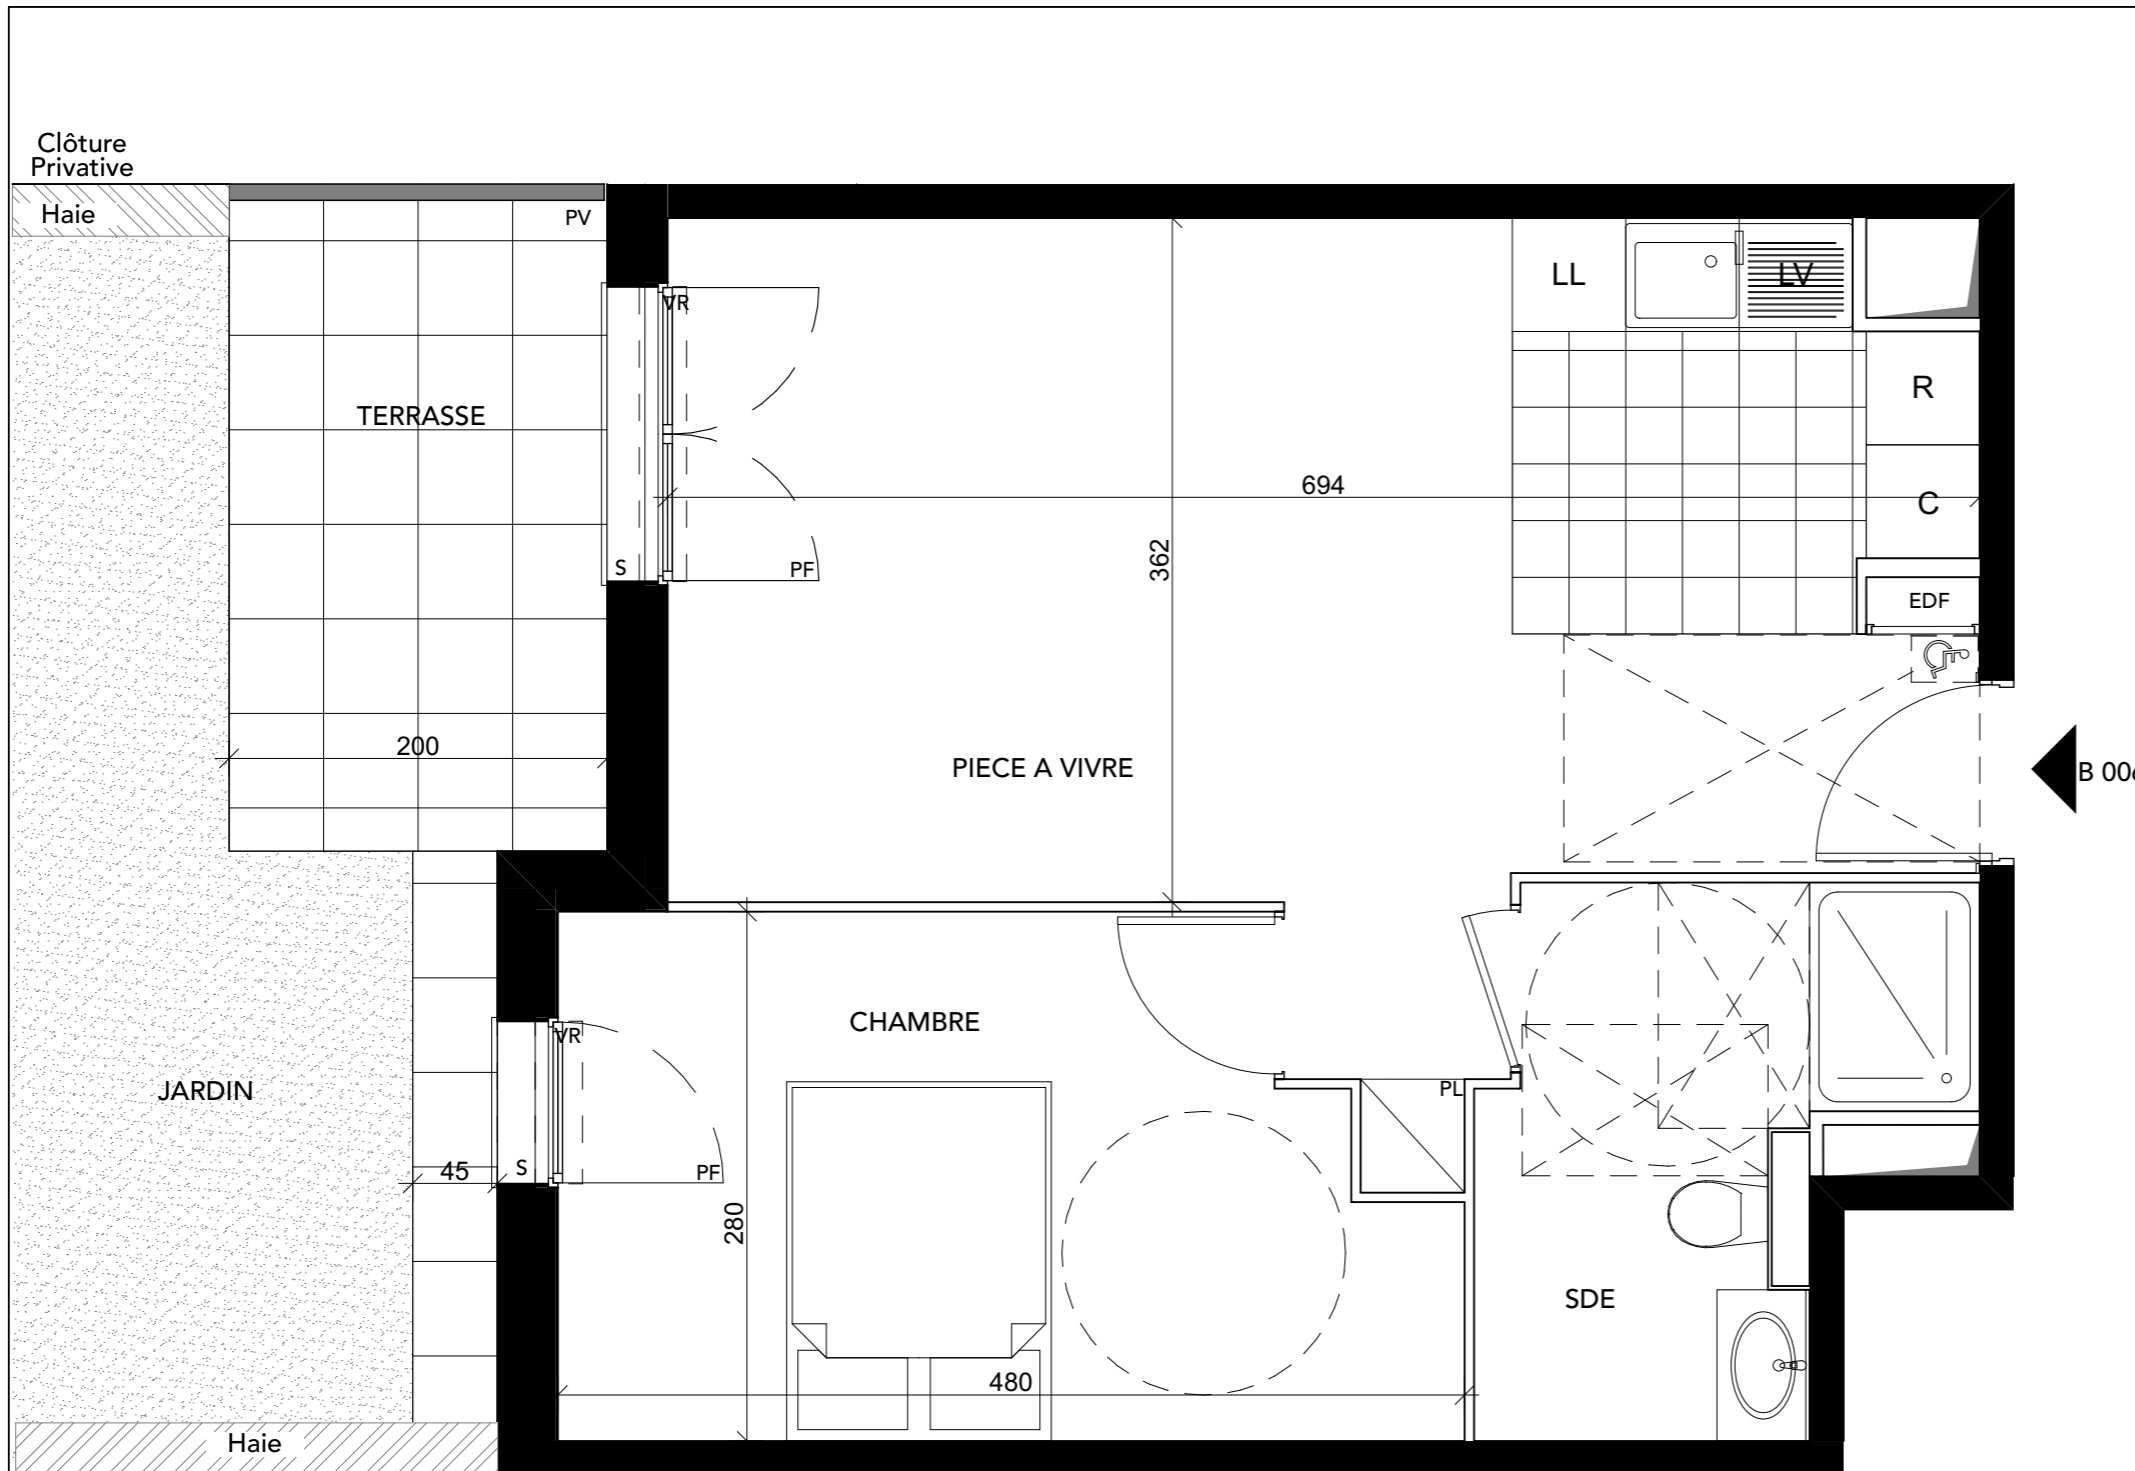 Clôture
Privative
Haie
PV
LL
LV
VR
R
TERRASSE
694
C
362
S
PF
EDF
200
PIECE A VIVRE
B 006
CHAMBRE
VR
JARDIN
PL
45
S
PF
280
SDE
480
Haie